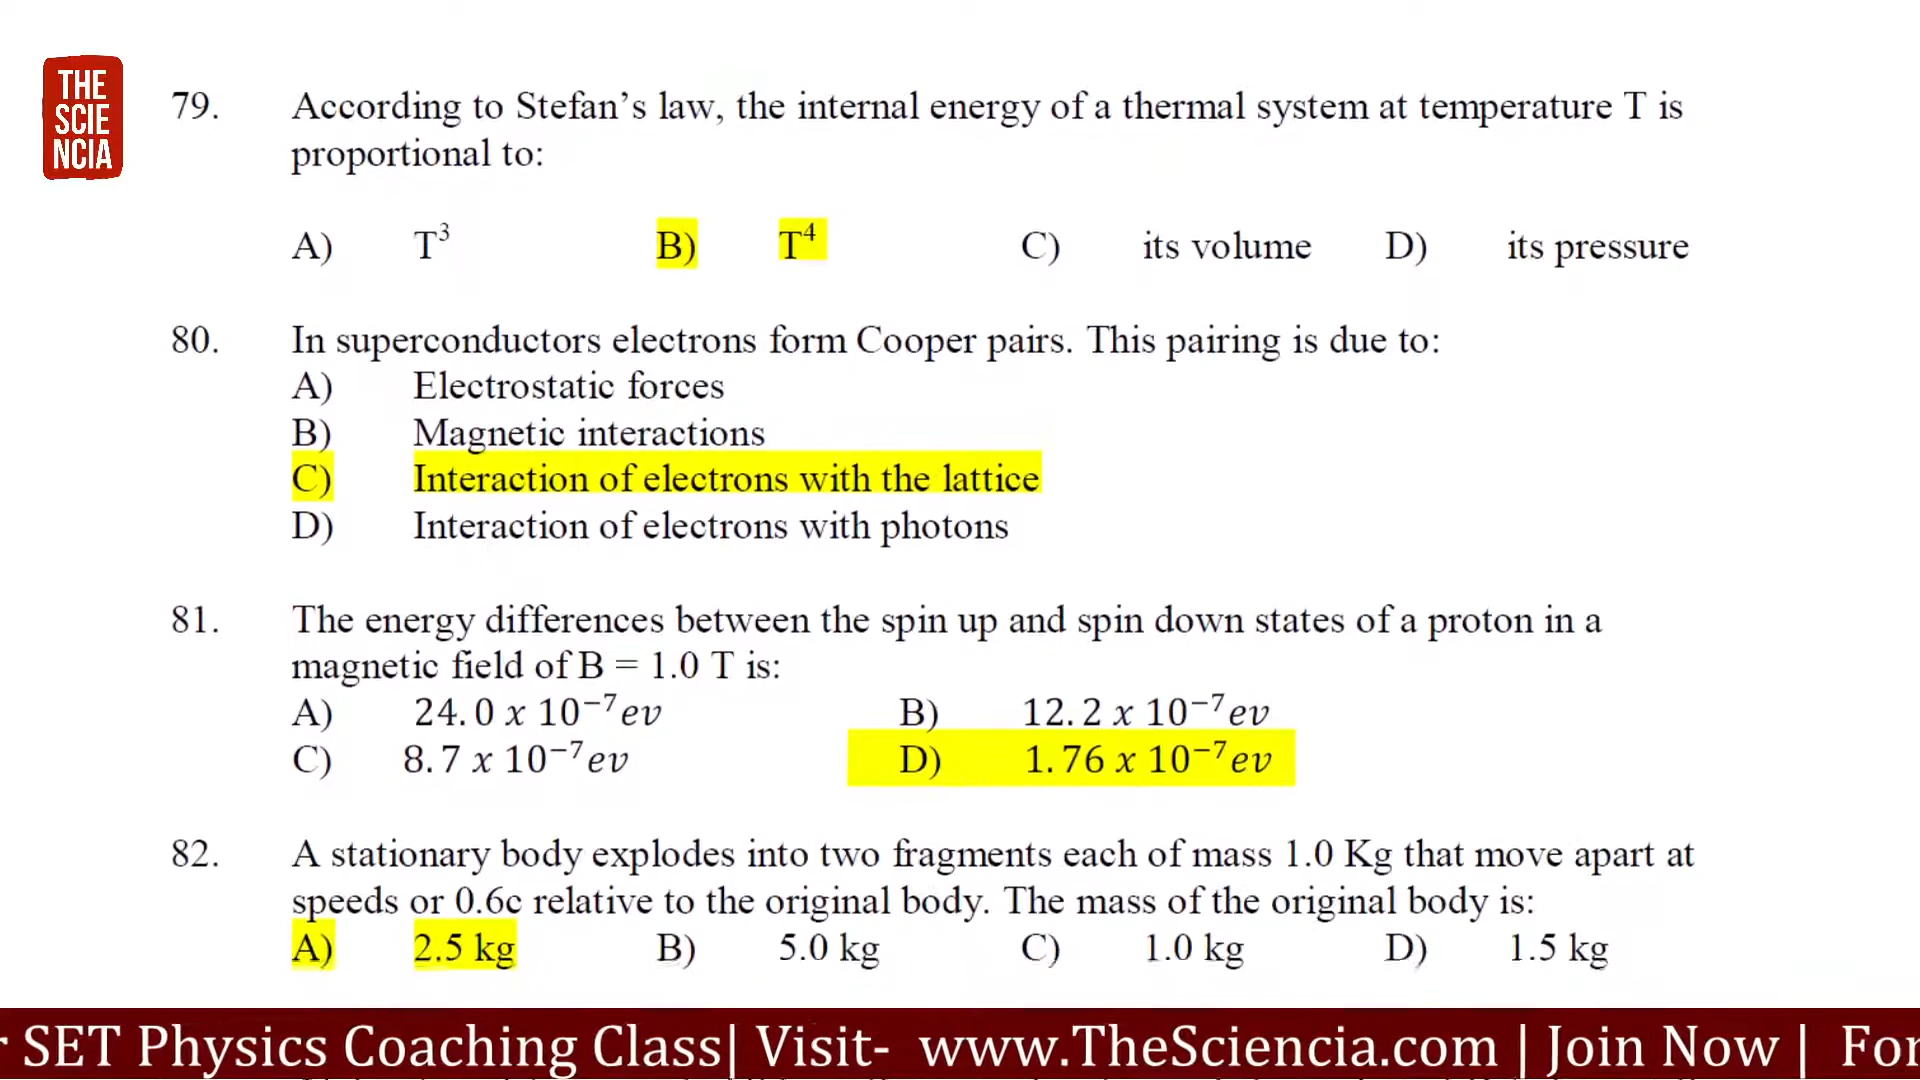 THE
SCIE
NCIA
79. According to Stefan’s law, the internal energy of a thermal system at temperature T is
proportional to:
A) T³ B) T⁴ C) its volume D) its pressure
80. In superconductors electrons form Cooper pairs. This pairing is due to:
A) Electrostatic forces
B) Magnetic interactions
C) Interaction of electrons with the lattice
D) Interaction of electrons with photons
81. The energy differences between the spin up and spin down states of a proton in a
magnetic field of B = 1.0 T is:
A) 24.0 x 10⁻⁷ev B) 12.2 x 10⁻⁷ev
C) 8.7 x 10⁻⁷ev D) 1.76 x 10⁻⁷ev
82. A stationary body explodes into two fragments each of mass 1.0 Kg that move apart at
speeds or 0.6c relative to the original body. The mass of the original body is:
A) 2.5 kg B) 5.0 kg C) 1.0 kg D) 1.5 kg
r SET Physics Coaching Class| Visit- www.TheSciencia.com | Join Now | For